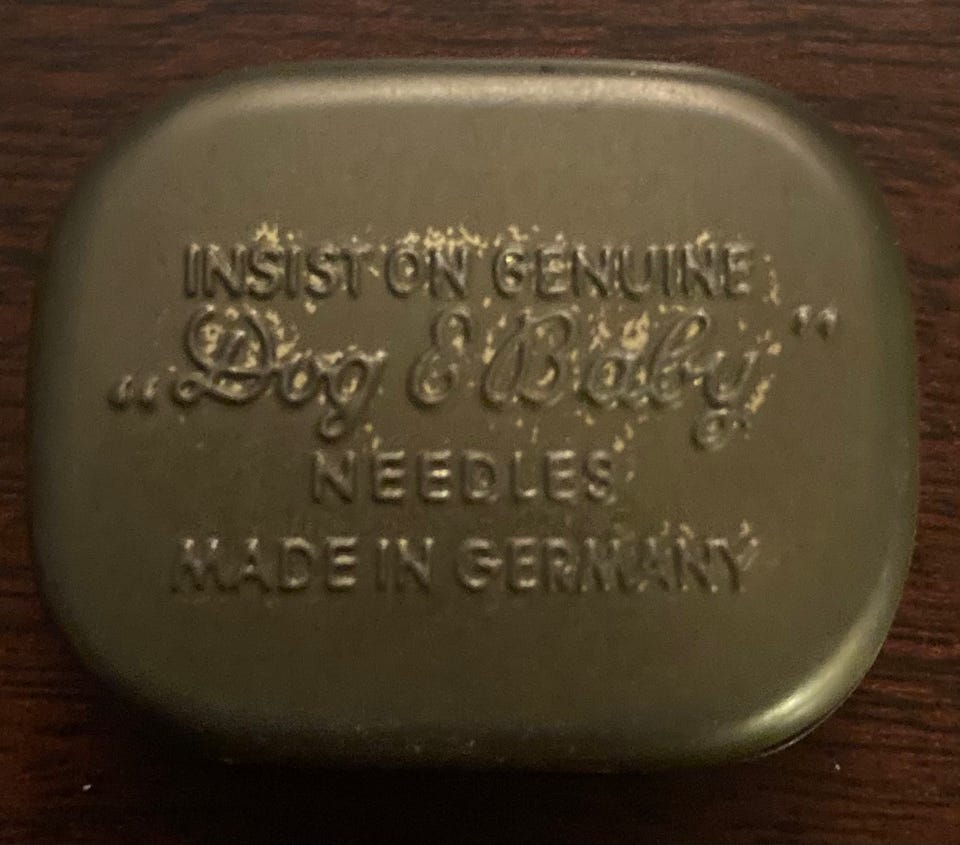 INSIST ON GENUINE
„Dog & Baby“
NEEDLES
MADE IN GERMANY